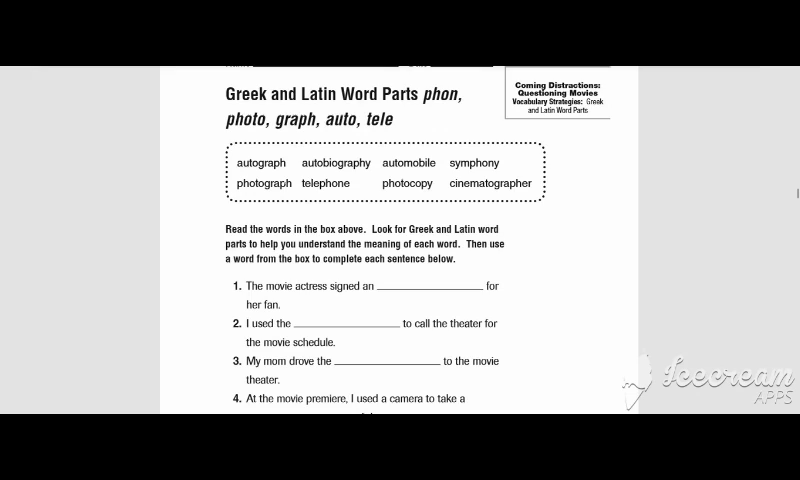 Greek and Latin Word Parts phon,
photo, graph, auto, tele
Coming Distractions:
Questioning Movies
Vocabulary Strategies: Greek
and Latin Word Parts
autograph autobiography automobile symphony
photograph telephone photocopy cinematographer
Read the words in the box above. Look for Greek and Latin word
parts to help you understand the meaning of each word. Then use
a word from the box to complete each sentence below.
1. The movie actress signed an ____________ for
her fan.
2. I used the ____________ to call the theater for
the movie schedule.
3. My mom drove the ____________ to the movie
theater.
4. At the movie premiere, I used a camera to take a
Icecream
APPS